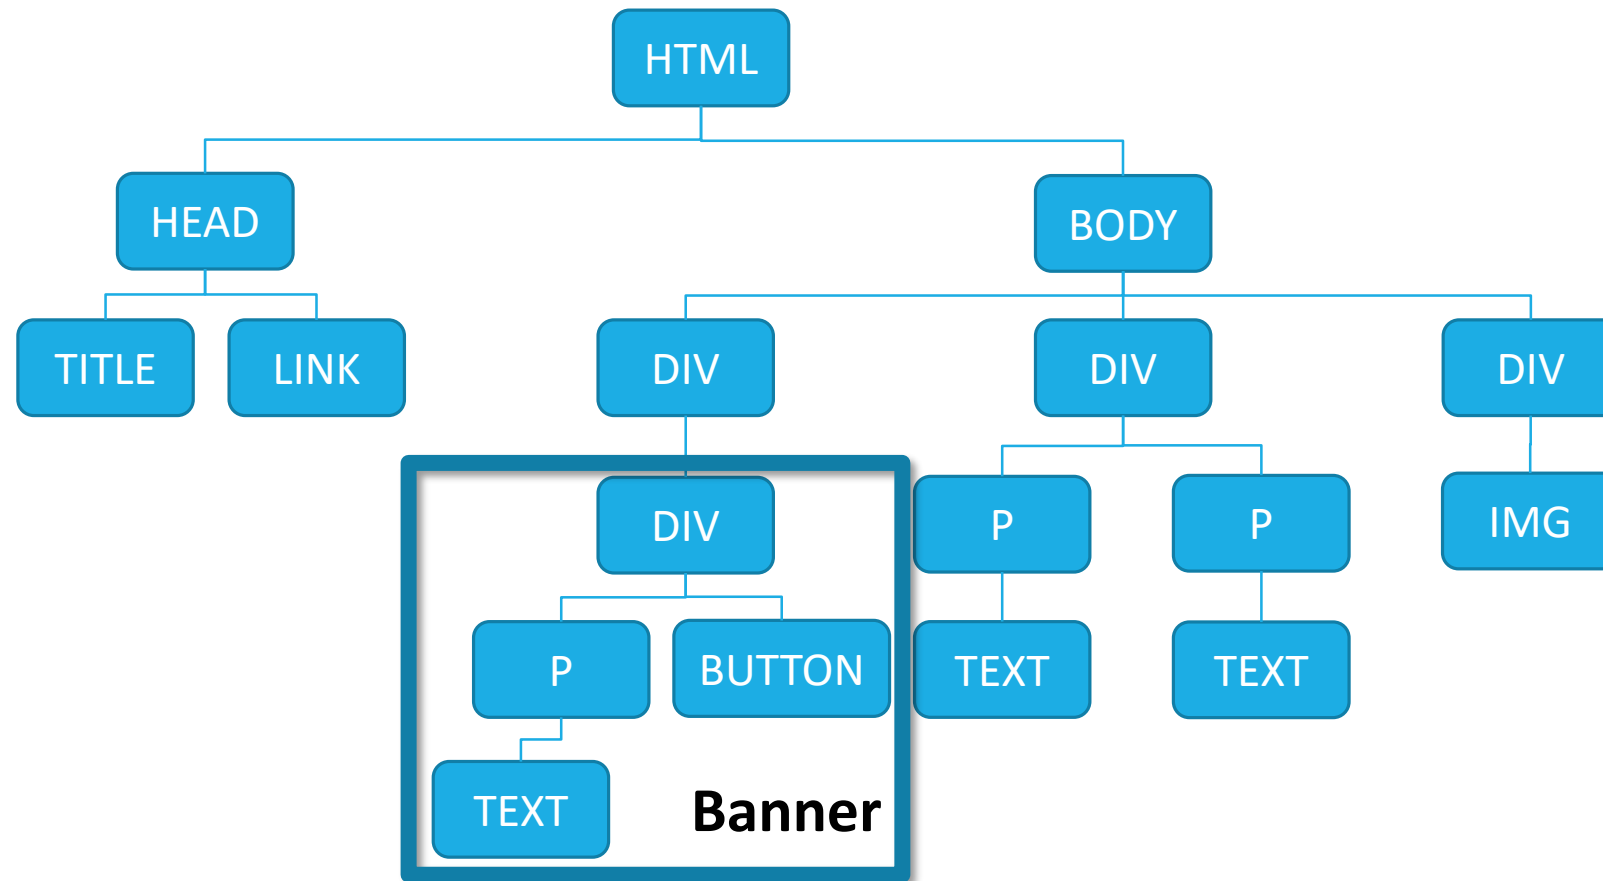 HTML
HEAD
BODY
TITLE
LINK
DIV
DIV
DIV
DIV
P
P
IMG
P
BUTTON
TEXT
TEXT
TEXT
Banner